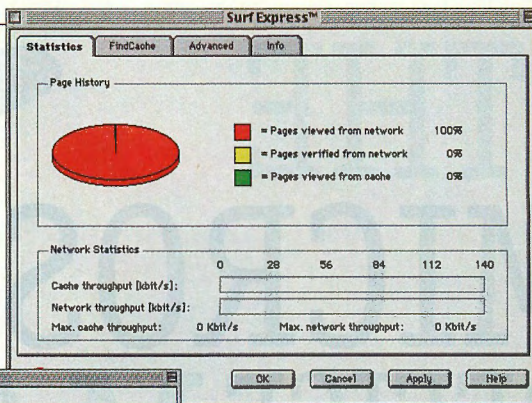 Surf Express™
Statistics FindCache Advanced Info
Page History
= Pages viewed from network 100%
= Pages verified from network 0%
= Pages viewed from cache 0%
Network Statistics
0 28 56 84 112 140
Cache throughput [kbit/s]:
Network throughput [kbit/s]:
Max. cache throughput: 0 Kbit/s Max. network throughput: 0 Kbit/s
OK Cancel Apply Help